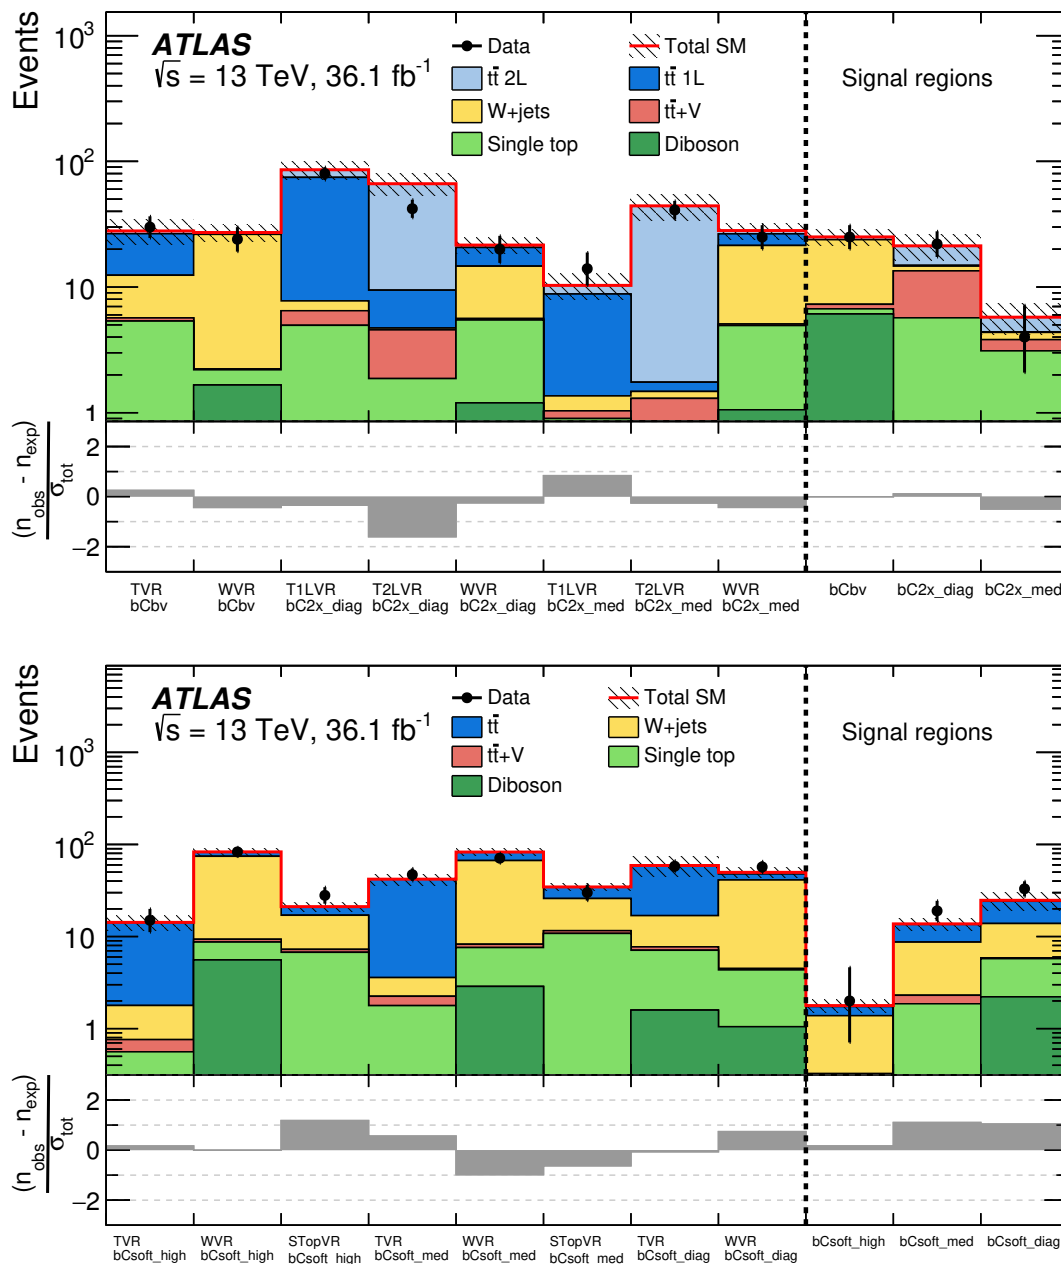 Events
10³
10²
10
1
ATLAS
√s = 13 TeV, 36.1 fb⁻¹
Data
Total SM
tt̄ 2L
tt̄ 1L
W+jets
tt̄+V
Single top
Diboson
Signal regions
(n_obs - n_exp)
σ_tot
2
0
−2
TVR WVR T1LVR T2LVR WVR T1LVR T2LVR WVR bCbv bC2x_diag bC2x_med
bCbv bCbv bC2x_diag bC2x_diag bC2x_diag bC2x_med bC2x_med bC2x_med
Events
10³
10²
10
1
ATLAS
√s = 13 TeV, 36.1 fb⁻¹
Data
Total SM
tt̄
W+jets
tt̄+V
Single top
Diboson
Signal regions
(n_obs - n_exp)
σ_tot
2
0
−2
TVR WVR STopVR TVR WVR STopVR TVR WVR bCsoft_high bCsoft_med bCsoft_diag
bCsoft_high bCsoft_high bCsoft_high bCsoft_med bCsoft_med bCsoft_med bCsoft_diag bCsoft_diag